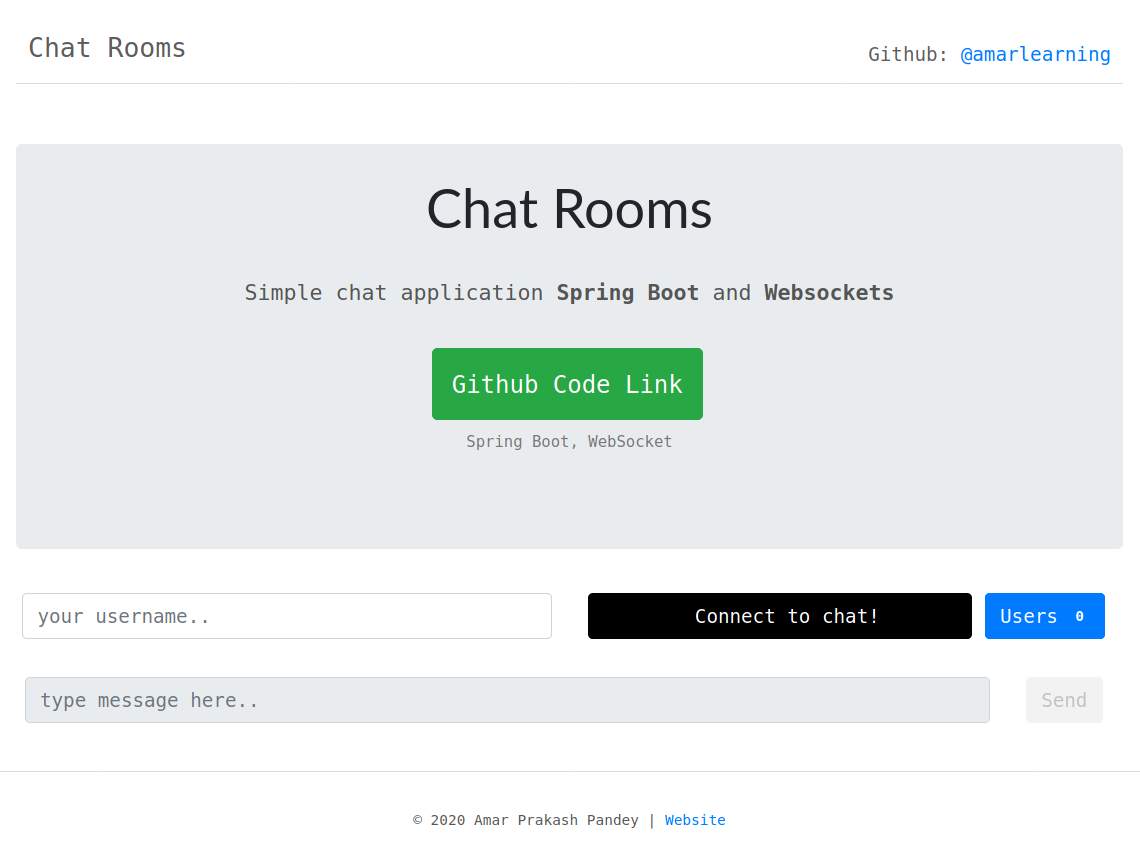 Chat Rooms
Github: @amarlearning
Chat Rooms
Simple chat application Spring Boot and Websockets
Github Code Link
Spring Boot, WebSocket
your username..
Connect to chat!
Users 0
type message here..
Send
© 2020 Amar Prakash Pandey | Website